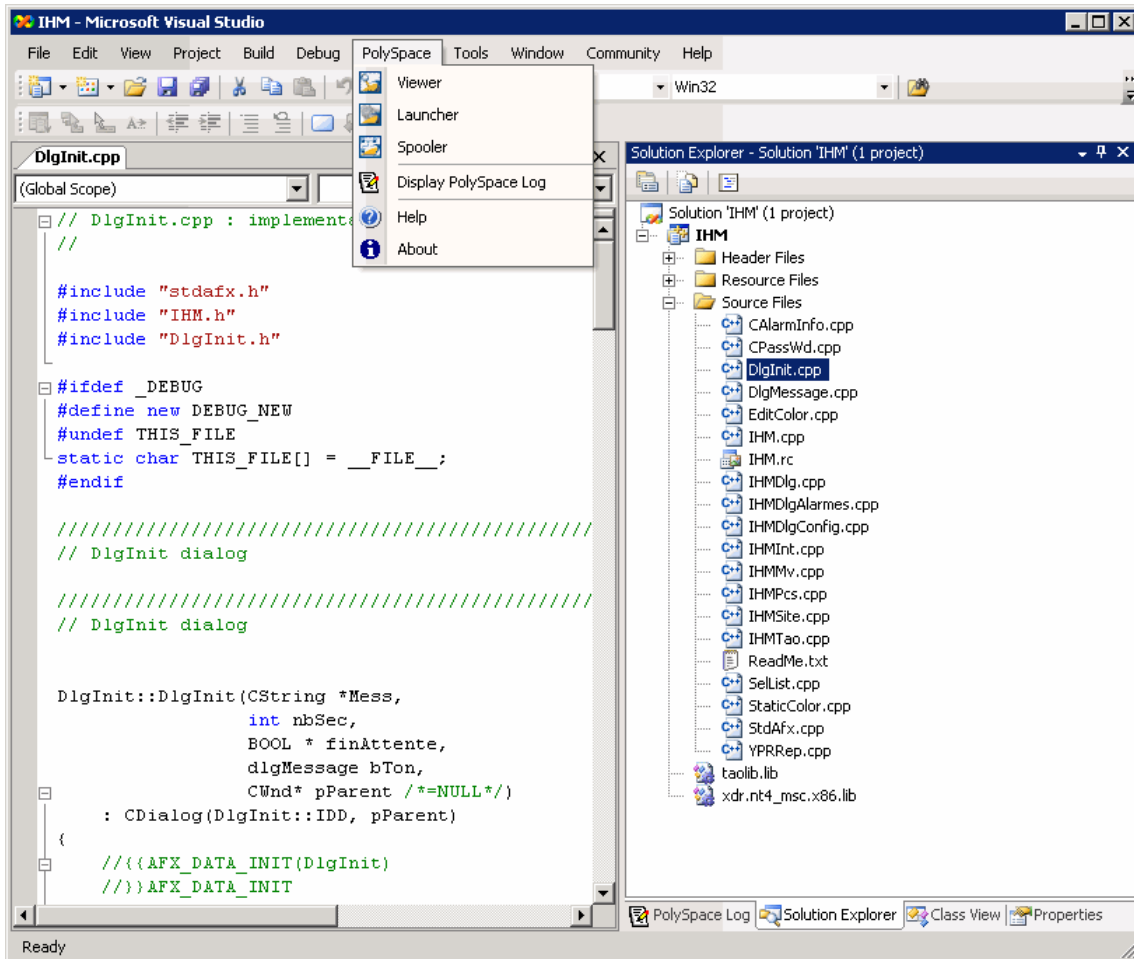 IHM - Microsoft Visual Studio
File Edit View Project Build Debug PolySpace Tools Window Community Help
Win32
Viewer
Launcher
Spooler
Display PolySpace Log
Help
About
DlgInit.cpp
(Global Scope)
// DlgInit.cpp : implementa
//
#include "stdafx.h"
#include "IHM.h"
#include "DlgInit.h"
#ifdef _DEBUG
#define new DEBUG_NEW
#undef THIS_FILE
static char THIS_FILE[] = __FILE__;
#endif
////////////////////////////////////////////////
// DlgInit dialog
////////////////////////////////////////////////
// DlgInit dialog
DlgInit::DlgInit(CString *Mess,
int nbSec,
BOOL * finAttente,
dlgMessage bTon,
CWnd* pParent /*=NULL*/)
: CDialog(DlgInit::IDD, pParent)
{
//{{AFX_DATA_INIT(DlgInit)
//}}AFX_DATA_INIT
Solution Explorer - Solution 'IHM' (1 project)
Solution 'IHM' (1 project)
IHM
Header Files
Resource Files
Source Files
CAlarmInfo.cpp
CPassWd.cpp
DlgInit.cpp
DlgMessage.cpp
EditColor.cpp
IHM.cpp
IHM.rc
IHMDlg.cpp
IHMDlgAlarmes.cpp
IHMDlgConfig.cpp
IHMInt.cpp
IHMMv.cpp
IHMPcs.cpp
IHMSite.cpp
IHMTao.cpp
ReadMe.txt
SelList.cpp
StaticColor.cpp
StdAfx.cpp
YPRRep.cpp
taolib.lib
xdr.nt4_msc.x86.lib
PolySpace Log Solution Explorer Class View Properties
Ready